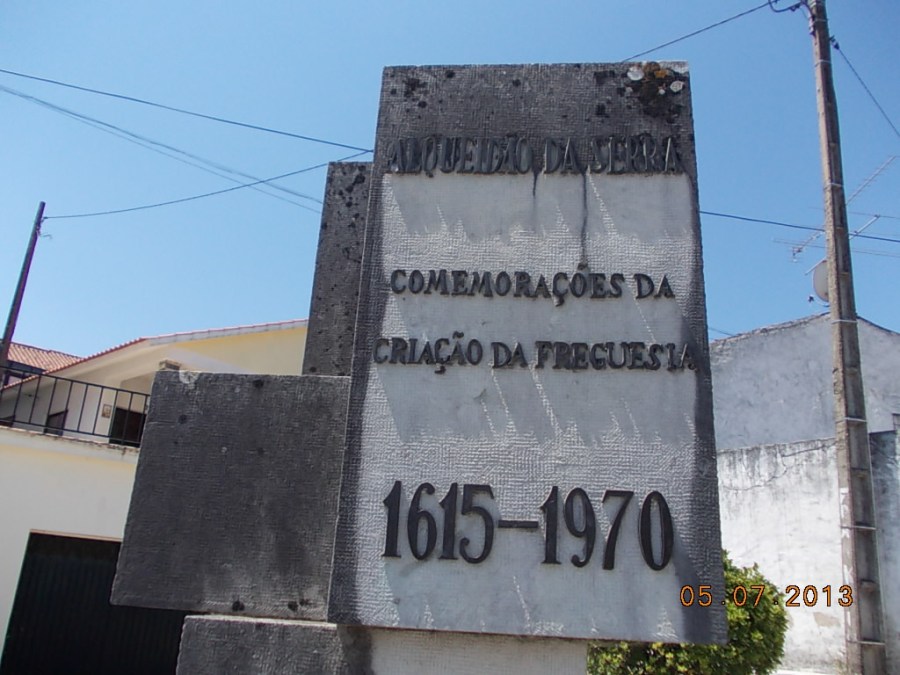 ALQUEIDÃO DA SERRA
COMEMORAÇÕES DA
CRIAÇÃO DA FREGUESIA
1615-1970
05.07.2013